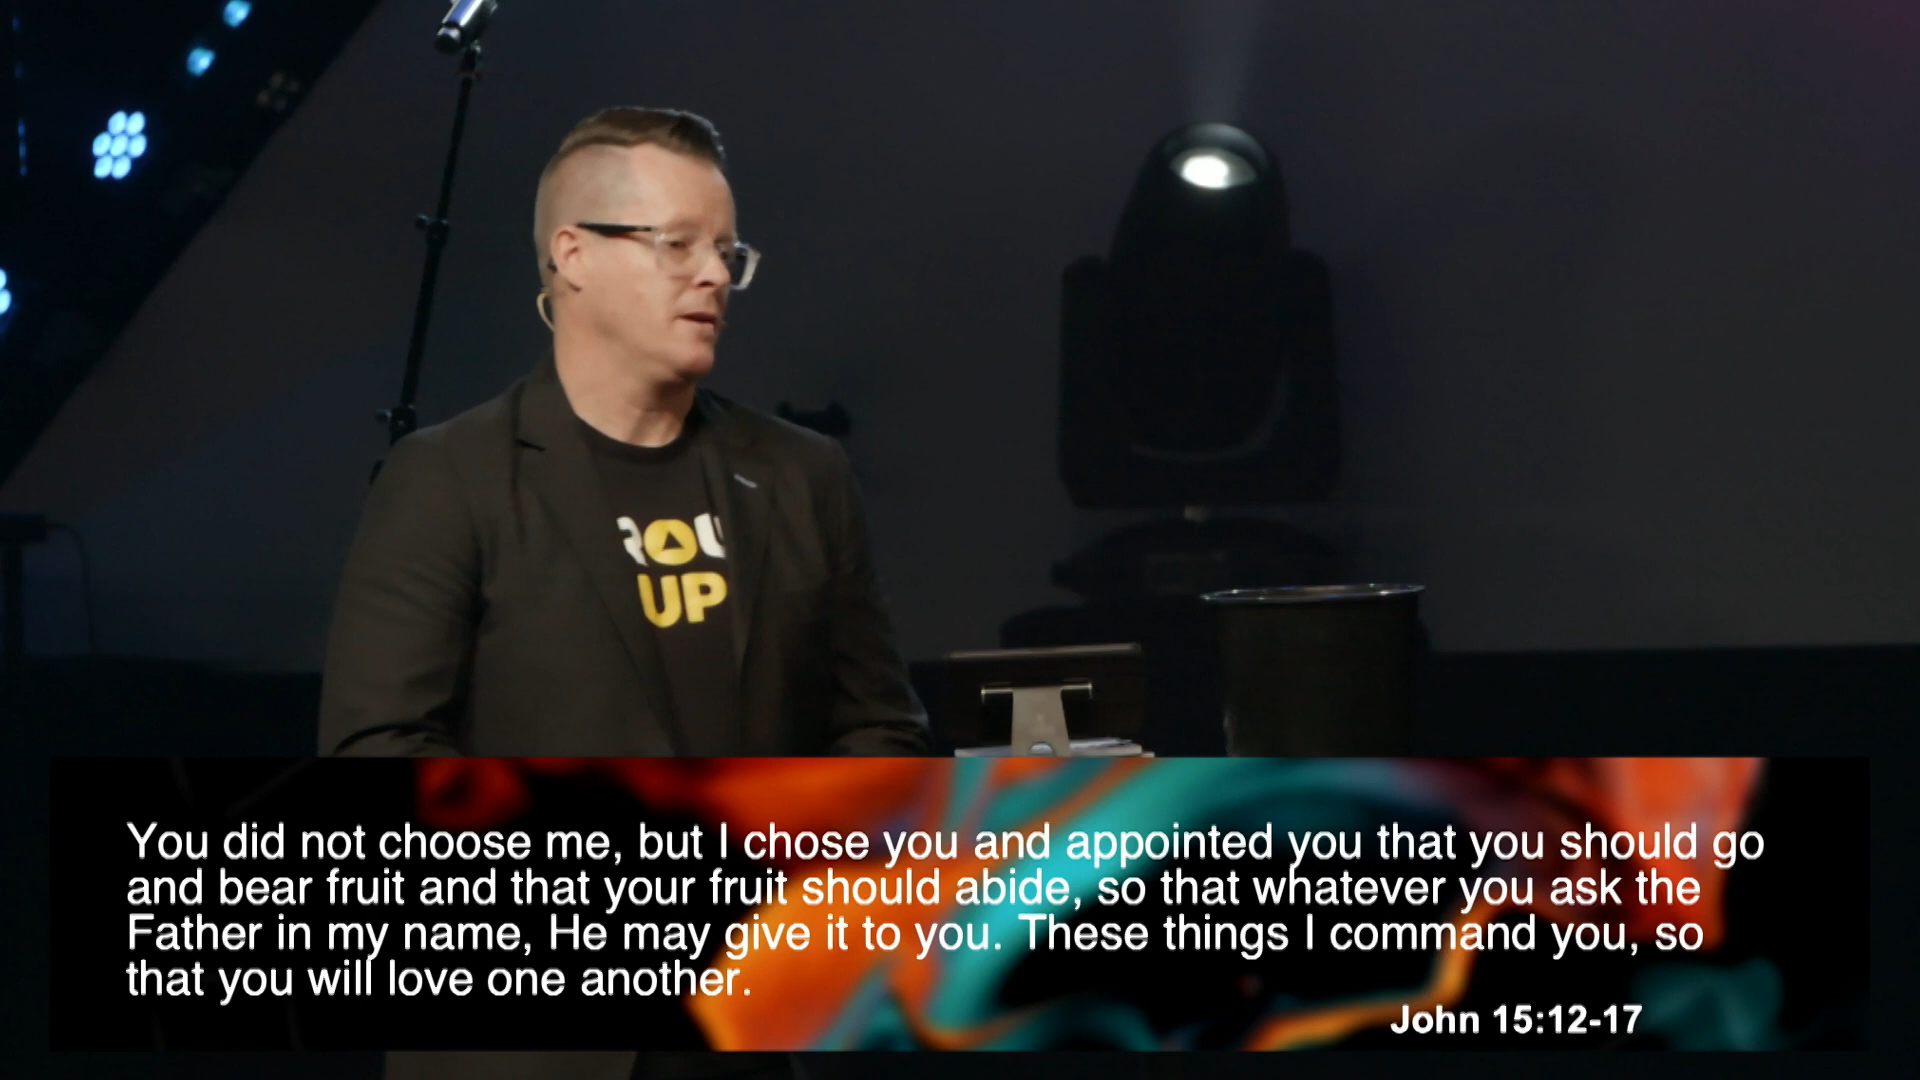 ROU
UP
You did not choose me, but I chose you and appointed you that you should go
and bear fruit and that your fruit should abide, so that whatever you ask the
Father in my name, He may give it to you. These things I command you, so
that you will love one another.
John 15:12-17